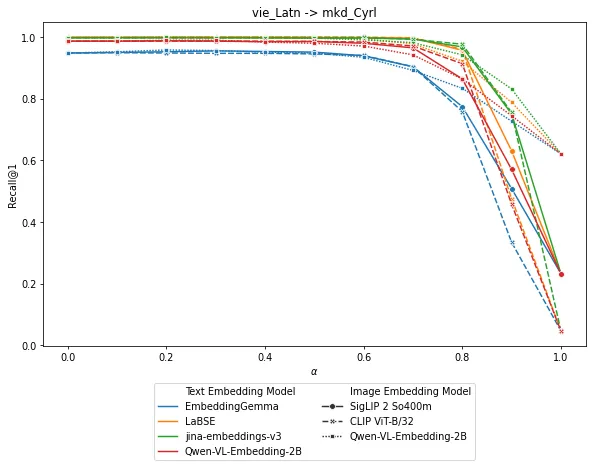 vie_Latn -> mkd_Cyrl
Recall@1
1.0
0.8
0.6
0.4
0.2
0.0
0.0 0.2 0.4 0.6 0.8 1.0
α
Text Embedding Model
EmbeddingGemma
LaBSE
jina-embeddings-v3
Qwen-VL-Embedding-2B
Image Embedding Model
SigLIP 2 So400m
CLIP ViT-B/32
Qwen-VL-Embedding-2B